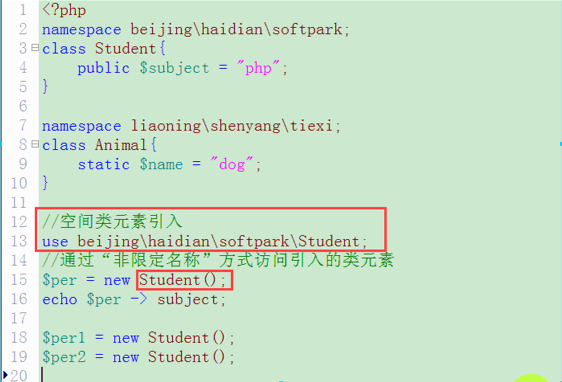 1 <?php
2 namespace beijing\haidian\softpark;
3 class Student{
4 public $subject = "php";
5 }
6
7 namespace liaoning\shenyang\tiexi;
8 class Animal{
9 static $name = "dog";
10 }
11
12 //空间类元素引入
13 use beijing\haidian\softpark\Student;
14 //通过“非限定名称”方式访问引入的类元素
15 $per = new Student();
16 echo $per -> subject;
17
18 $per1 = new Student();
19 $per2 = new Student();
20